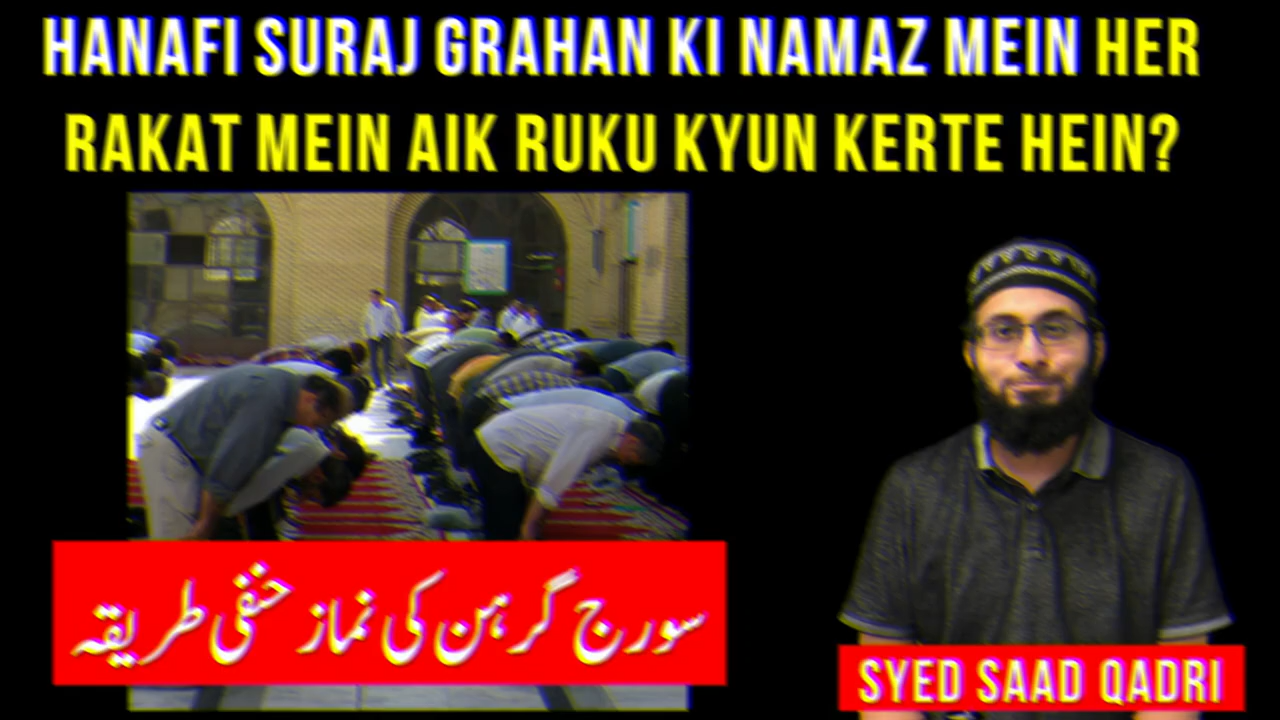 HANAFI SURAJ GRAHAN KI NAMAZ MEIN HER
RAKAT MEIN AIK RUKU KYUN KERTE HEIN?
سورج گرہن کی نماز حنفی طریقہ
SYED SAAD QADRI